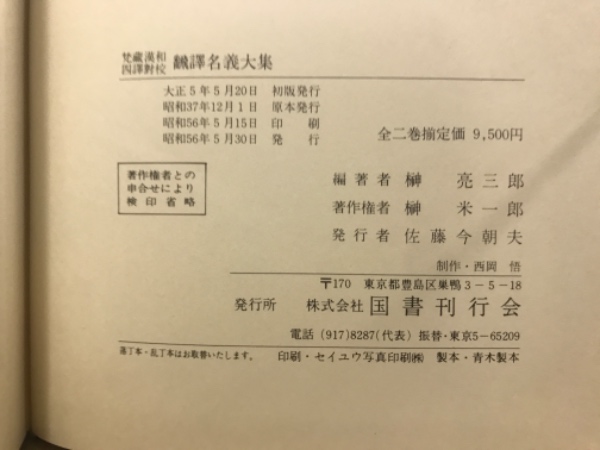 梵蔵漢和
四譯對校 飜譯名義大集
大正5年5月20日 初版発行
昭和37年12月1日 原本発行
昭和56年5月15日 印刷
昭和56年5月30日 発行
全二巻揃定価 9,500円
著作権者との
申合せにより
検印省略
編著者 榊 亮三郎
著作権者 榊 米一郎
発行者 佐藤今朝夫
制作・西岡 悟
〒170 東京都豊島区巣鴨3-5-18
発行所 株式会社 国書刊行会
電話 (917)8287(代表) 振替・東京5-65209
落丁本・乱丁本はお取替いたします。 印刷・セイユウ写真印刷㈱ 製本・青木製本